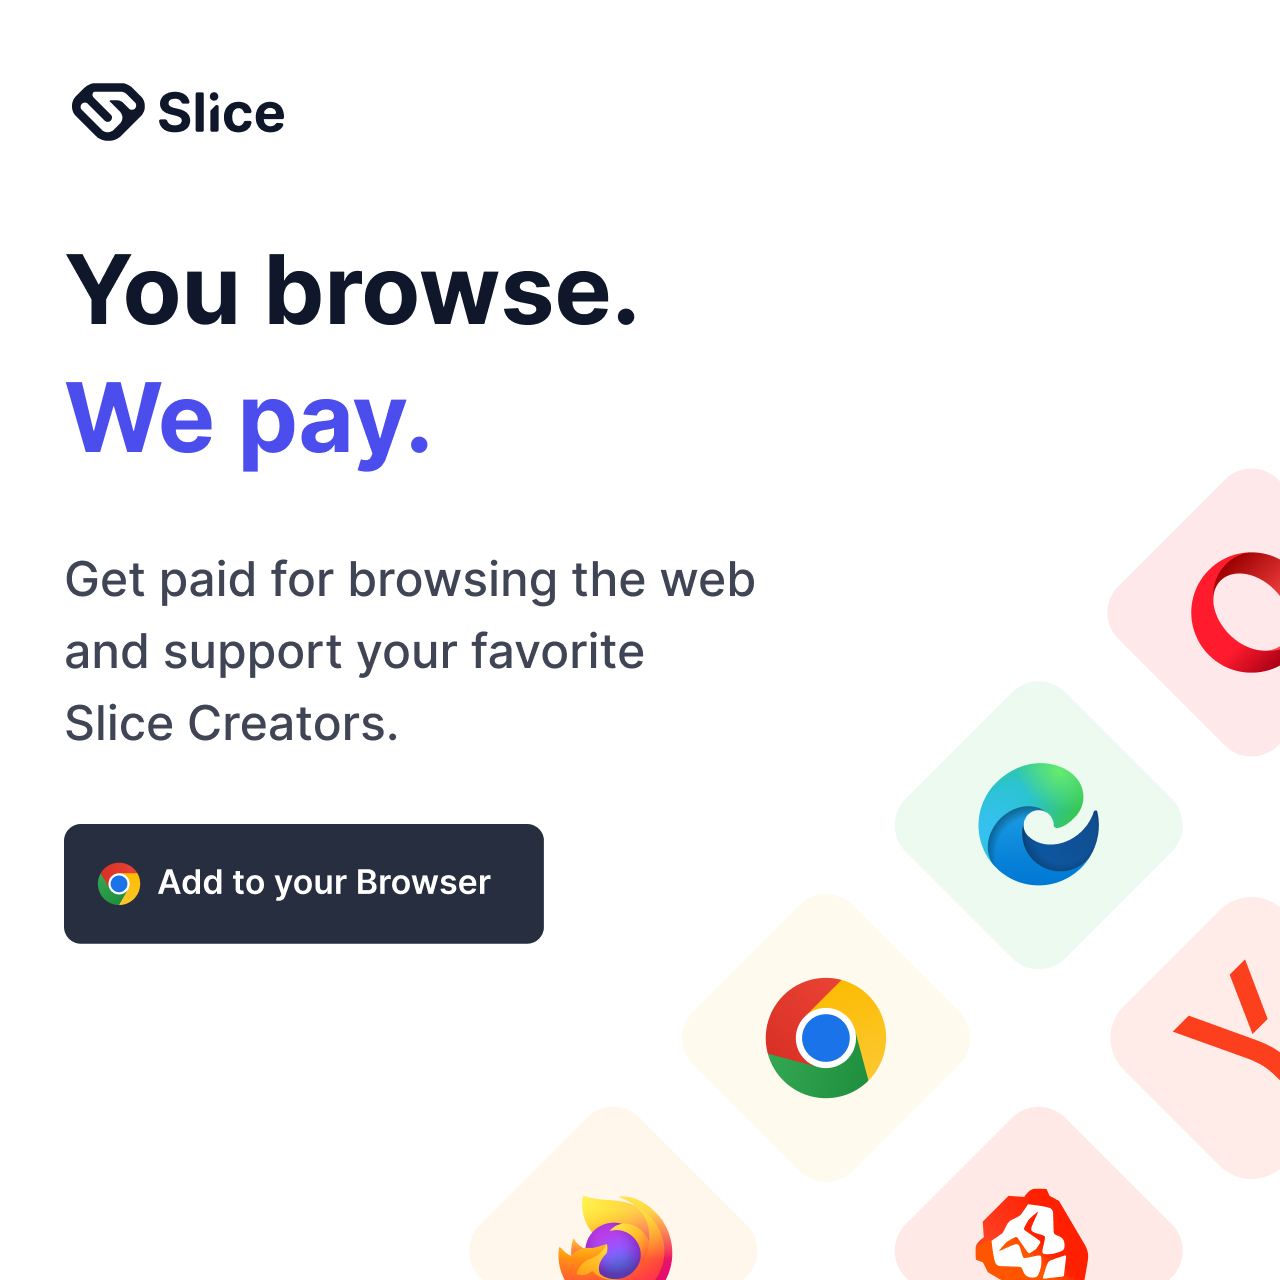 Slice
You browse.
We pay.
Get paid for browsing the web
and support your favorite
Slice Creators.
Add to your Browser